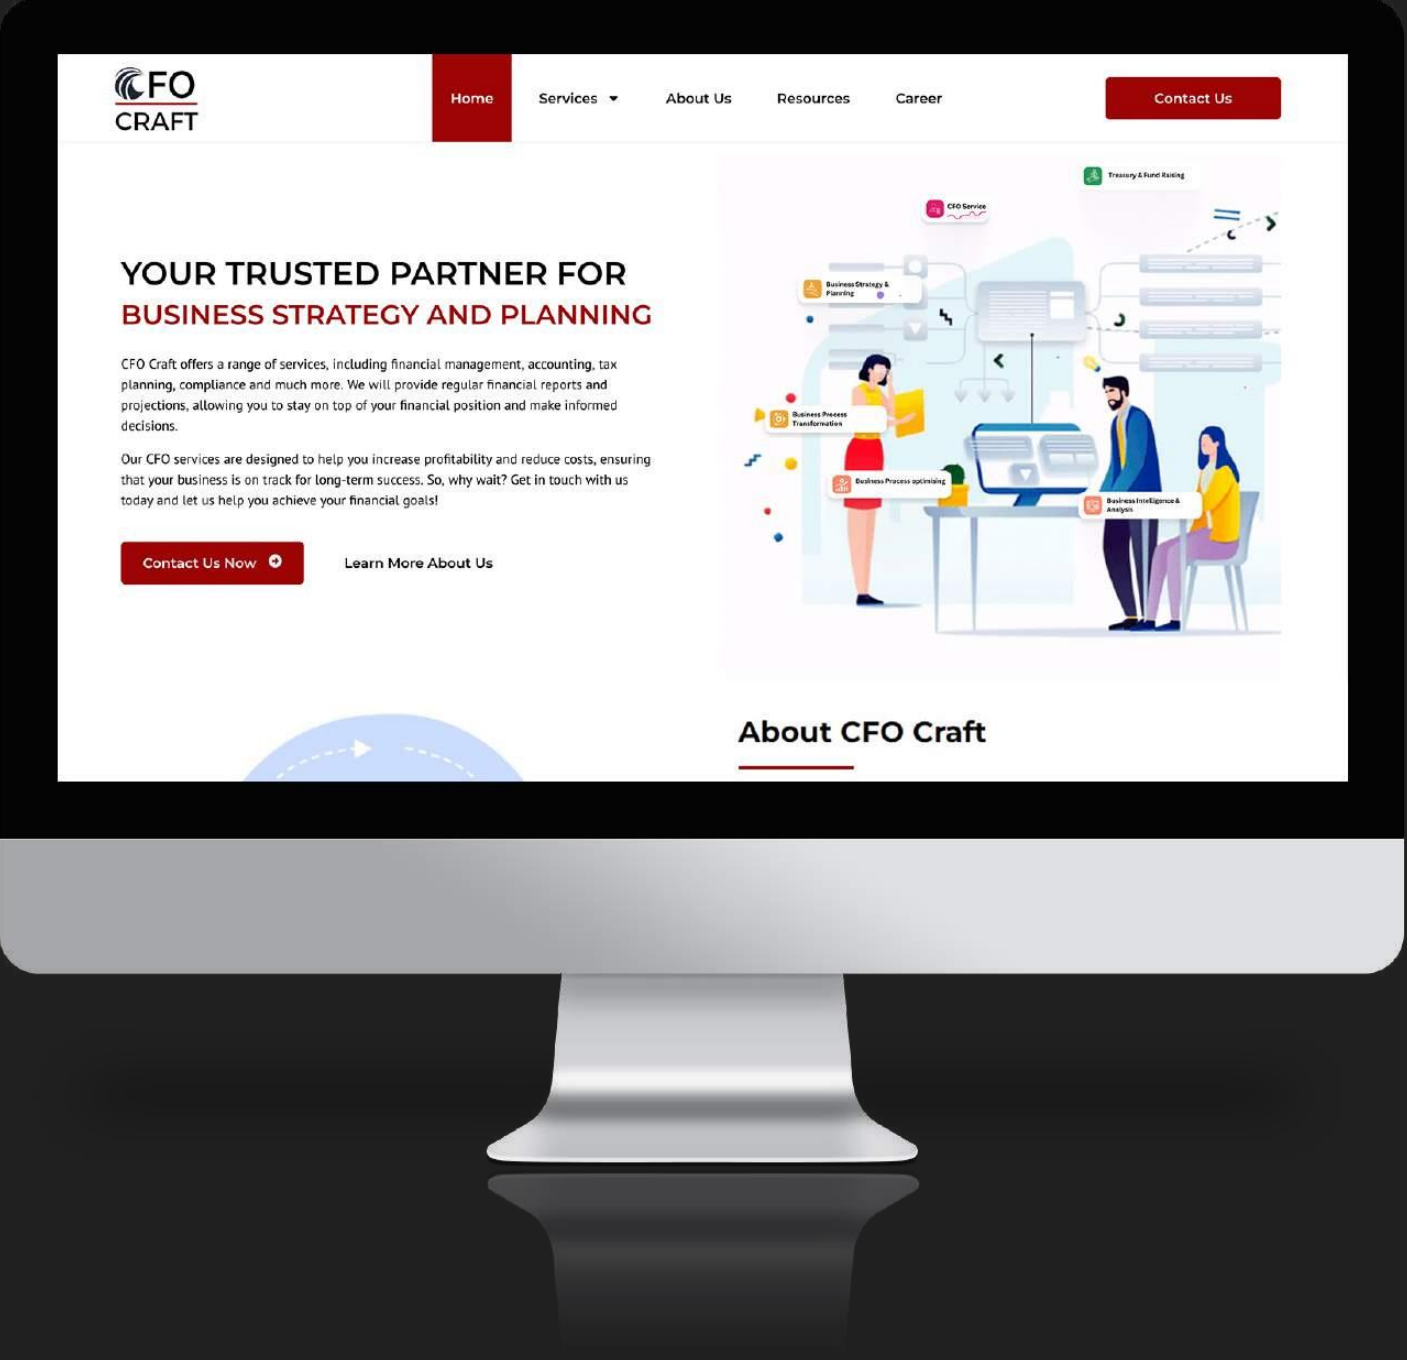 CFO
CRAFT
Home
Services
About Us
Resources
Career
Contact Us
YOUR TRUSTED PARTNER FOR
BUSINESS STRATEGY AND PLANNING
CFO Craft offers a range of services, including financial management, accounting, tax
planning, compliance and much more. We will provide regular financial reports and
projections, allowing you to stay on top of your financial position and make informed
decisions.
Our CFO services are designed to help you increase profitability and reduce costs, ensuring
that your business is on track for long-term success. So, why wait? Get in touch with us
today and let us help you achieve your financial goals!
Contact Us Now
Learn More About Us
Treasury & Fund Raising
CFO Service
Business Strategy &
Planning
Business Process
Transformation
Business Process optimising
Business Intelligence &
Analysis
About CFO Craft